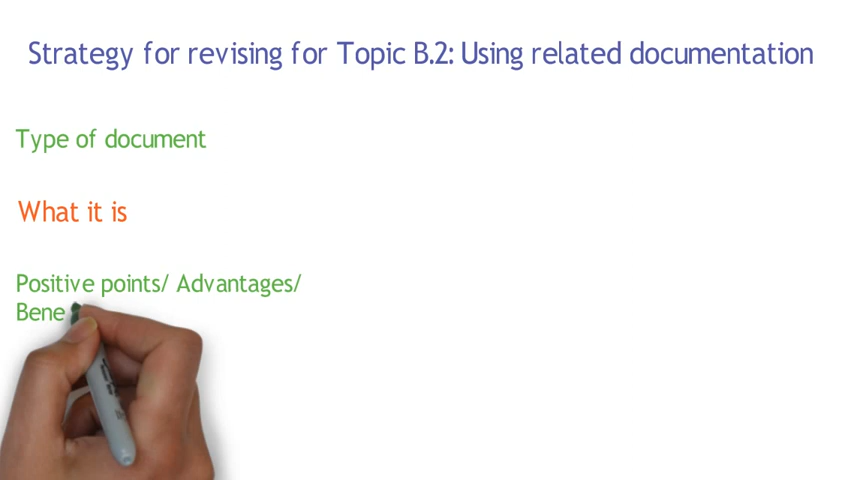 Strategy for revising for Topic B.2: Using related documentation
Type of document
What it is
Positive points/ Advantages/
Bene